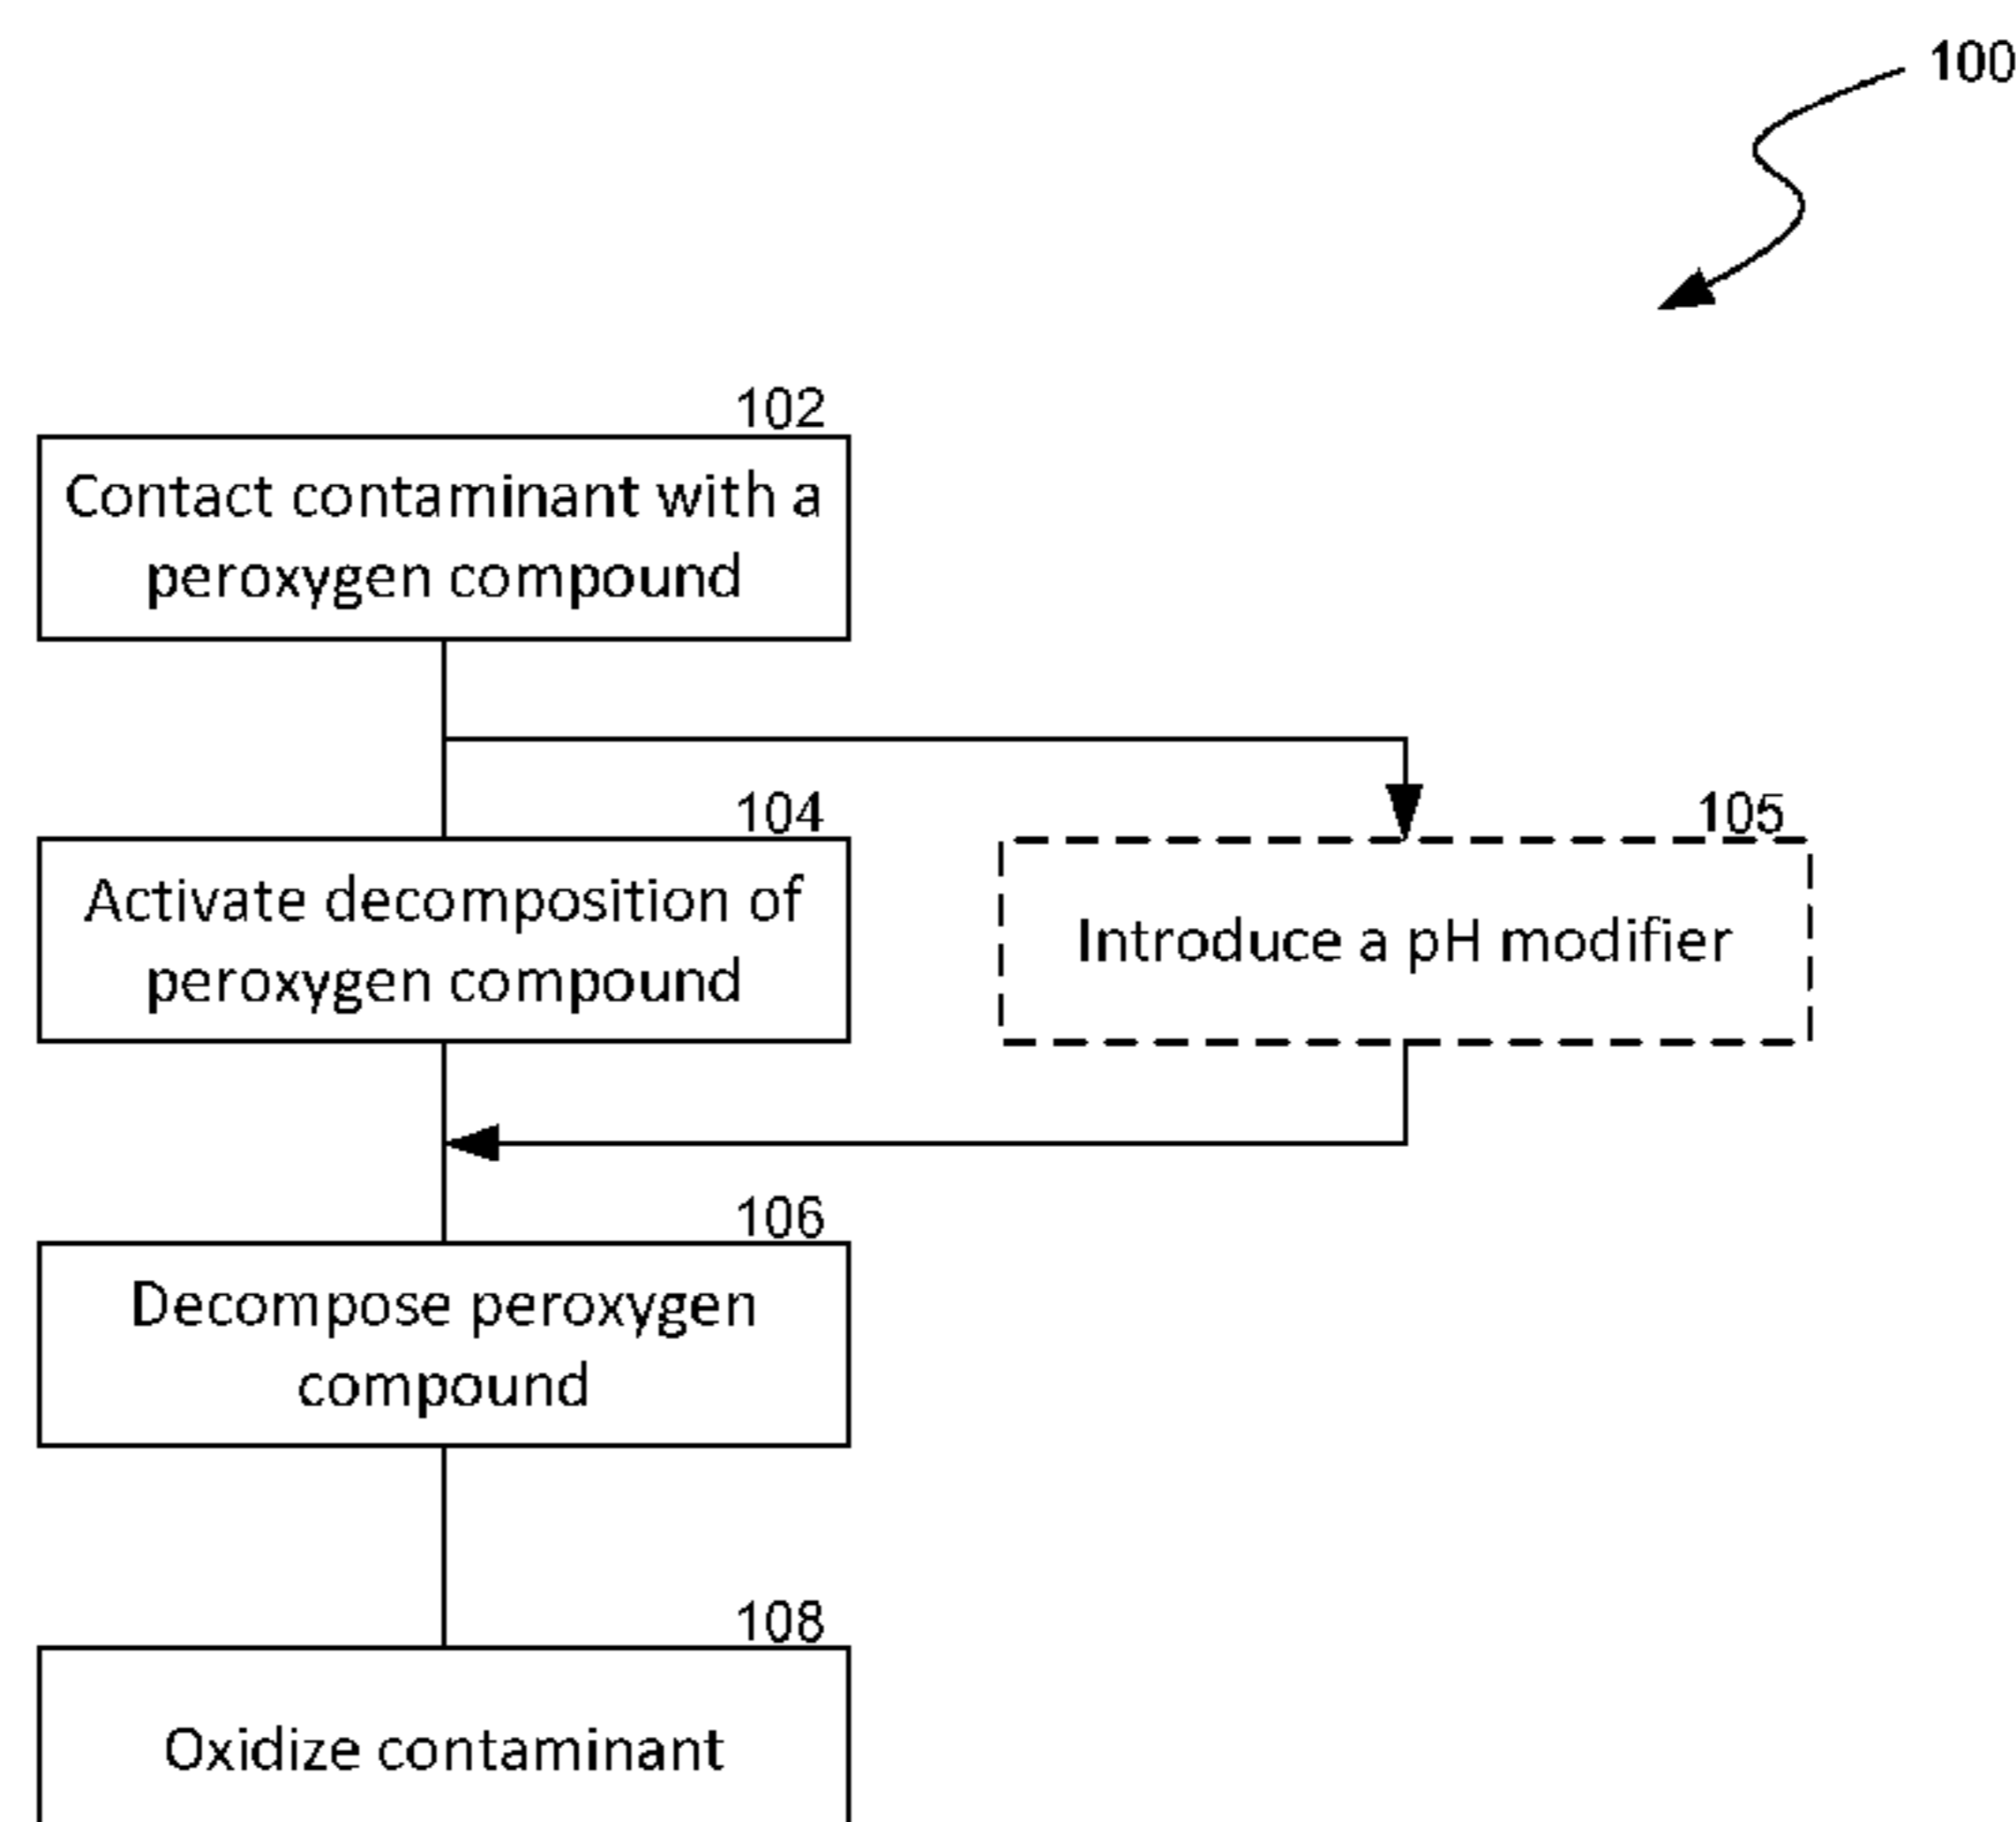 100
102
Contact contaminant with a
peroxygen compound
104
Activate decomposition of
peroxygen compound
105
Introduce a pH modifier
106
Decompose peroxygen
compound
108
Oxidize contaminant